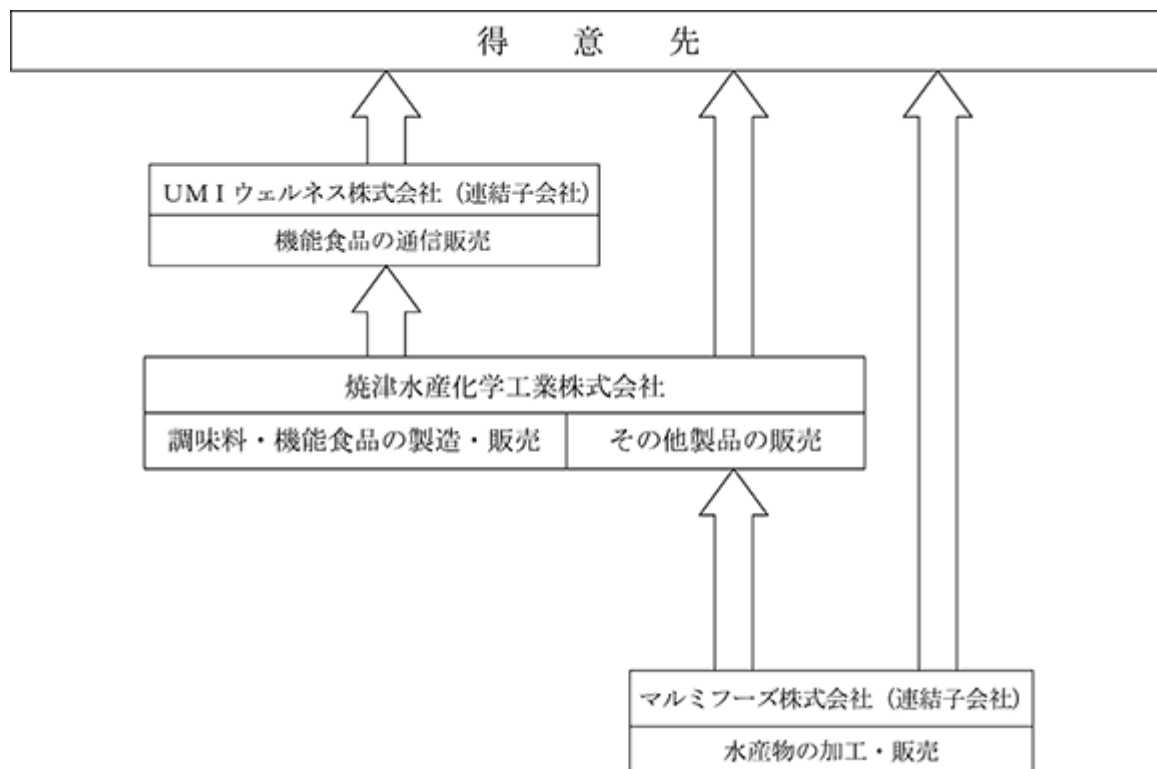 得 意 先
UMIウェルネス株式会社（連結子会社）
機能食品の通信販売
焼津水産化学工業株式会社
調味料・機能食品の製造・販売
その他製品の販売
マルミフーズ株式会社（連結子会社）
水産物の加工・販売